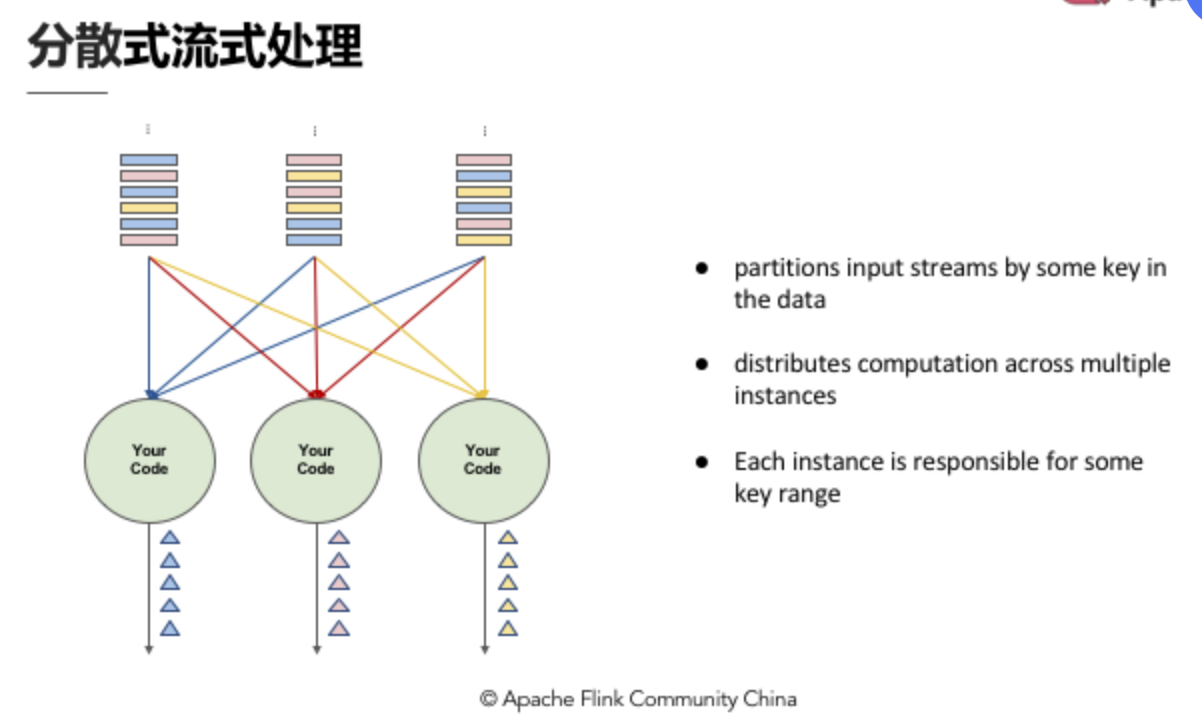 分散式流式处理
partitions input streams by some key in
the data
distributes computation across multiple
instances
Each instance is responsible for some
key range
Your
Code
Your
Code
Your
Code
© Apache Flink Community China